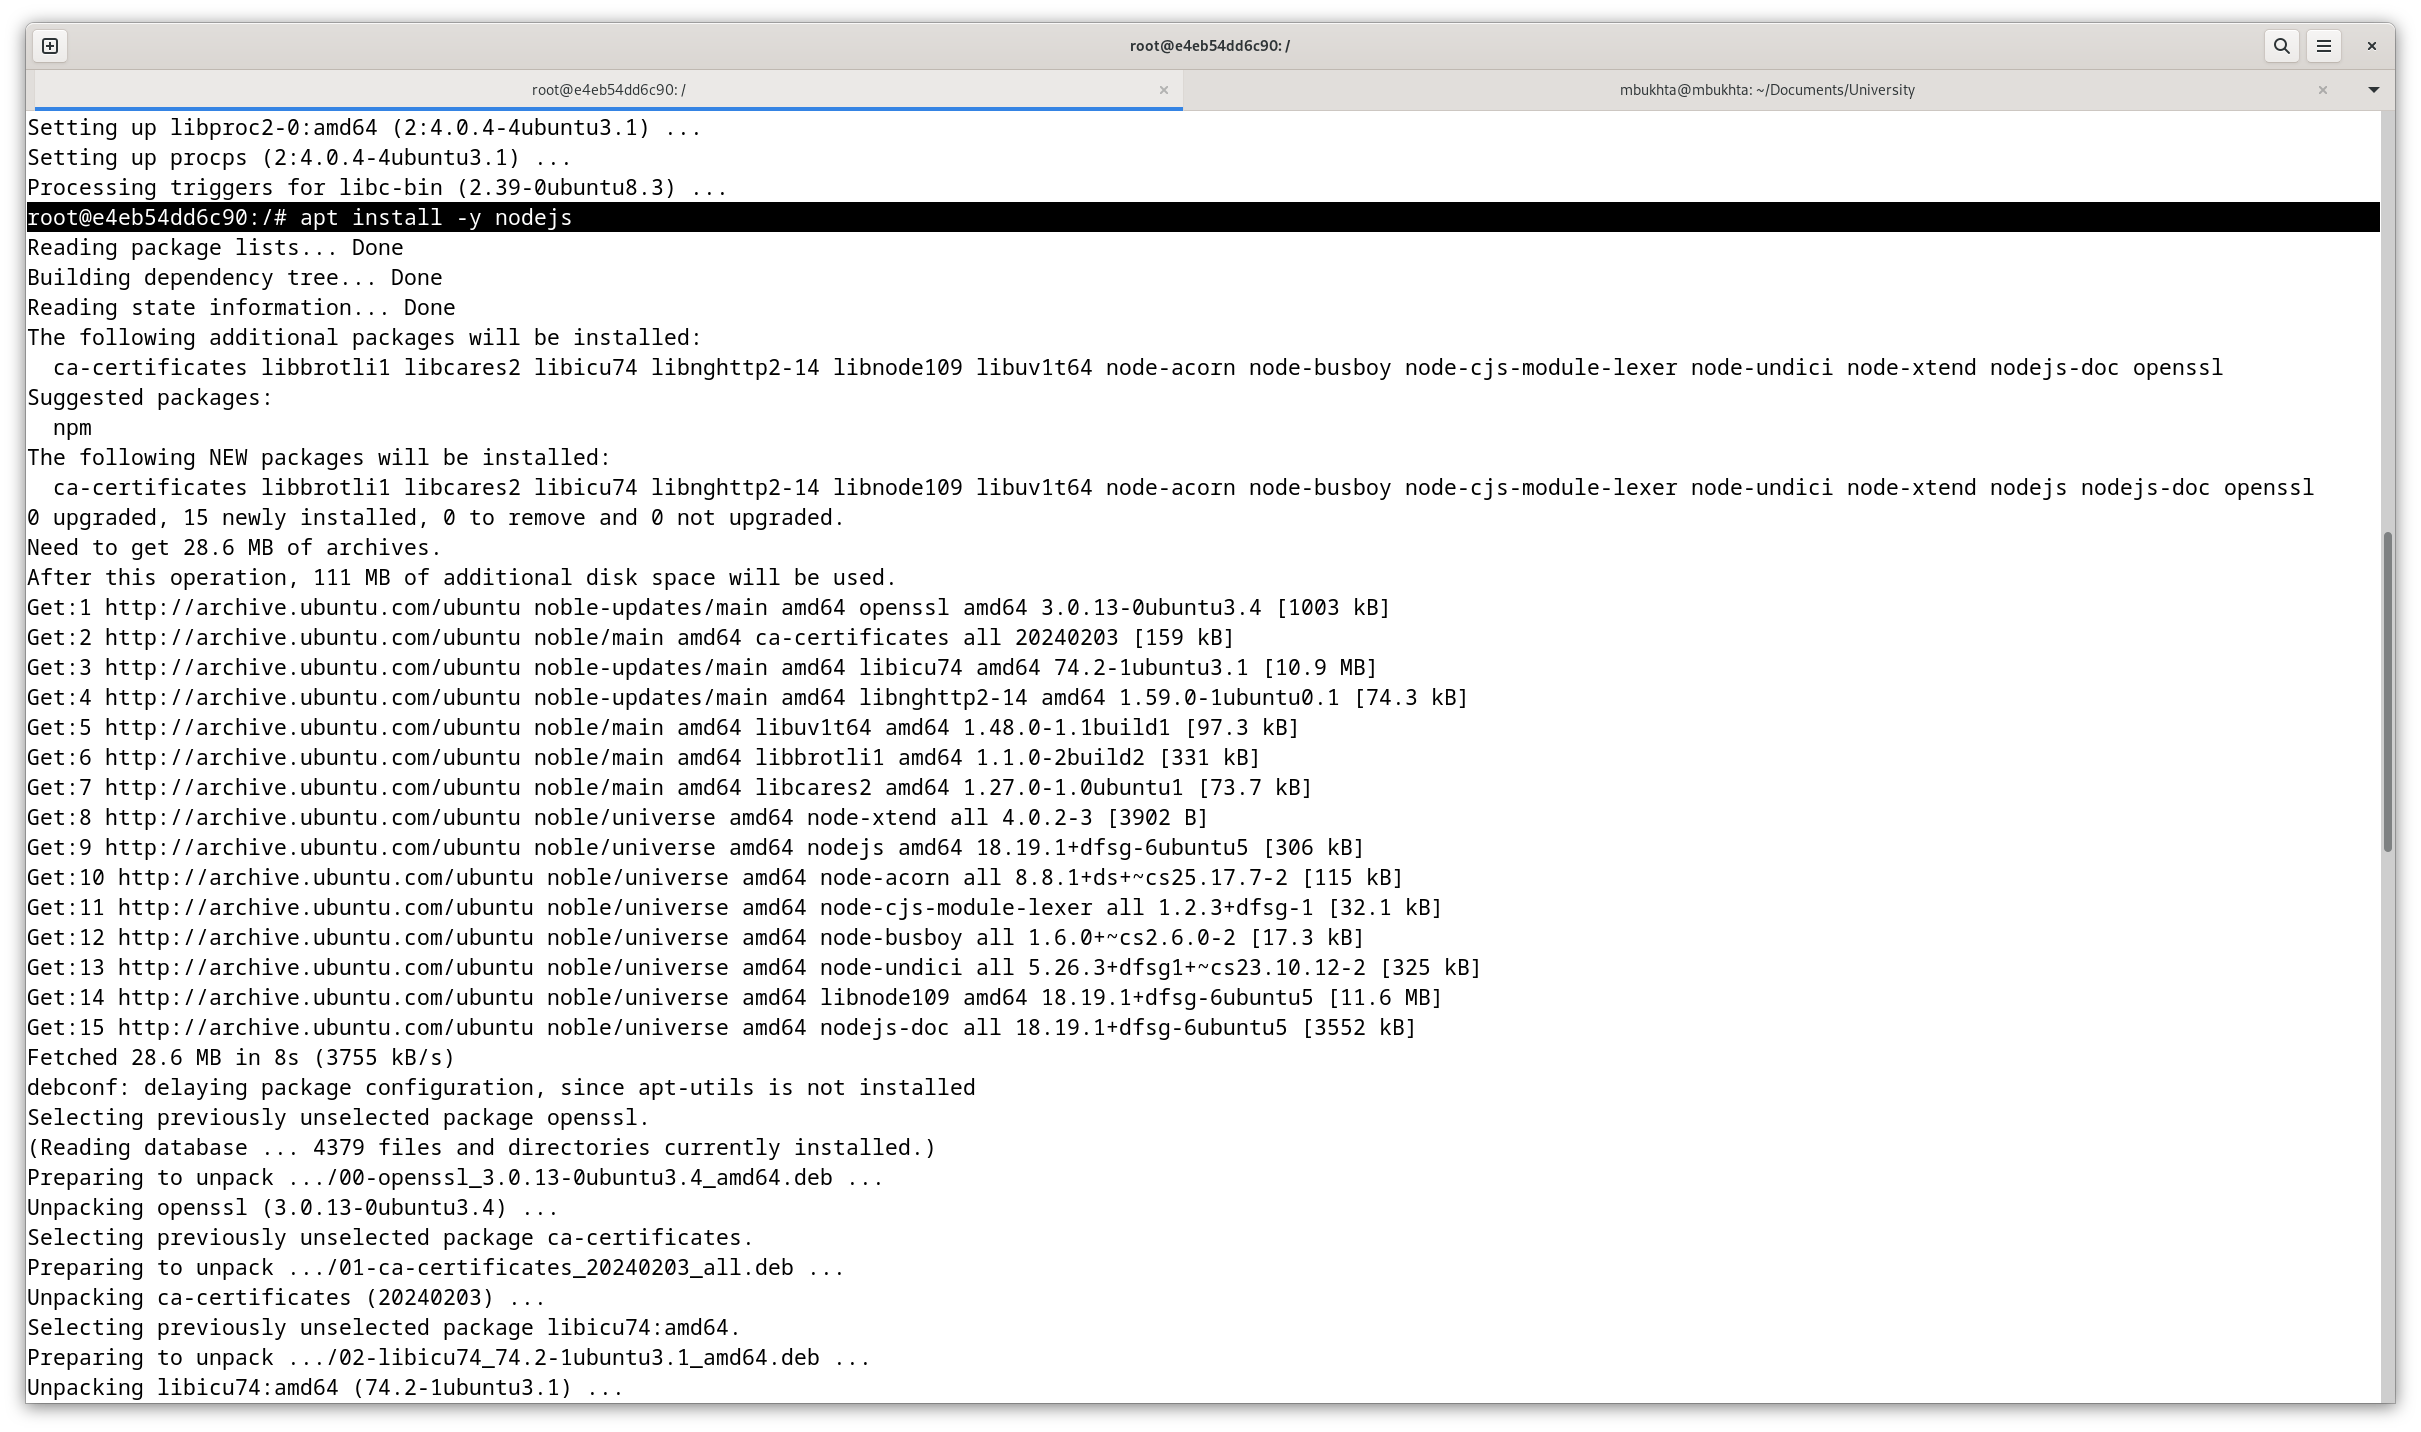 root@e4eb54dd6c90: /
root@e4eb54dd6c90: /
mbukhta@mbukhta: ~/Documents/University
Setting up libproc2-0:amd64 (2:4.0.4-4ubuntu3.1) ...
Setting up procps (2:4.0.4-4ubuntu3.1) ...
Processing triggers for libc-bin (2.39-0ubuntu8.3) ...
root@e4eb54dd6c90:/# apt install -y nodejs
Reading package lists... Done
Building dependency tree... Done
Reading state information... Done
The following additional packages will be installed:
  ca-certificates libbrotli1 libcares2 libicu74 libnghttp2-14 libnode109 libuv1t64 node-acorn node-busboy node-cjs-module-lexer node-undici node-xtend nodejs-doc openssl
Suggested packages:
  npm
The following NEW packages will be installed:
  ca-certificates libbrotli1 libcares2 libicu74 libnghttp2-14 libnode109 libuv1t64 node-acorn node-busboy node-cjs-module-lexer node-undici node-xtend nodejs nodejs-doc openssl
0 upgraded, 15 newly installed, 0 to remove and 0 not upgraded.
Need to get 28.6 MB of archives.
After this operation, 111 MB of additional disk space will be used.
Get:1 http://archive.ubuntu.com/ubuntu noble-updates/main amd64 openssl amd64 3.0.13-0ubuntu3.4 [1003 kB]
Get:2 http://archive.ubuntu.com/ubuntu noble/main amd64 ca-certificates all 20240203 [159 kB]
Get:3 http://archive.ubuntu.com/ubuntu noble-updates/main amd64 libicu74 amd64 74.2-1ubuntu3.1 [10.9 MB]
Get:4 http://archive.ubuntu.com/ubuntu noble-updates/main amd64 libnghttp2-14 amd64 1.59.0-1ubuntu0.1 [74.3 kB]
Get:5 http://archive.ubuntu.com/ubuntu noble/main amd64 libuv1t64 amd64 1.48.0-1.1build1 [97.3 kB]
Get:6 http://archive.ubuntu.com/ubuntu noble/main amd64 libbrotli1 amd64 1.1.0-2build2 [331 kB]
Get:7 http://archive.ubuntu.com/ubuntu noble/main amd64 libcares2 amd64 1.27.0-1.0ubuntu1 [73.7 kB]
Get:8 http://archive.ubuntu.com/ubuntu noble/universe amd64 node-xtend all 4.0.2-3 [3902 B]
Get:9 http://archive.ubuntu.com/ubuntu noble/universe amd64 nodejs amd64 18.19.1+dfsg-6ubuntu5 [306 kB]
Get:10 http://archive.ubuntu.com/ubuntu noble/universe amd64 node-acorn all 8.8.1+ds+~cs25.17.7-2 [115 kB]
Get:11 http://archive.ubuntu.com/ubuntu noble/universe amd64 node-cjs-module-lexer all 1.2.3+dfsg-1 [32.1 kB]
Get:12 http://archive.ubuntu.com/ubuntu noble/universe amd64 node-busboy all 1.6.0+~cs2.6.0-2 [17.3 kB]
Get:13 http://archive.ubuntu.com/ubuntu noble/universe amd64 node-undici all 5.26.3+dfsg1+~cs23.10.12-2 [325 kB]
Get:14 http://archive.ubuntu.com/ubuntu noble/universe amd64 libnode109 amd64 18.19.1+dfsg-6ubuntu5 [11.6 MB]
Get:15 http://archive.ubuntu.com/ubuntu noble/universe amd64 nodejs-doc all 18.19.1+dfsg-6ubuntu5 [3552 kB]
Fetched 28.6 MB in 8s (3755 kB/s)
debconf: delaying package configuration, since apt-utils is not installed
Selecting previously unselected package openssl.
(Reading database ... 4379 files and directories currently installed.)
Preparing to unpack .../00-openssl_3.0.13-0ubuntu3.4_amd64.deb ...
Unpacking openssl (3.0.13-0ubuntu3.4) ...
Selecting previously unselected package ca-certificates.
Preparing to unpack .../01-ca-certificates_20240203_all.deb ...
Unpacking ca-certificates (20240203) ...
Selecting previously unselected package libicu74:amd64.
Preparing to unpack .../02-libicu74_74.2-1ubuntu3.1_amd64.deb ...
Unpacking libicu74:amd64 (74.2-1ubuntu3.1) ...